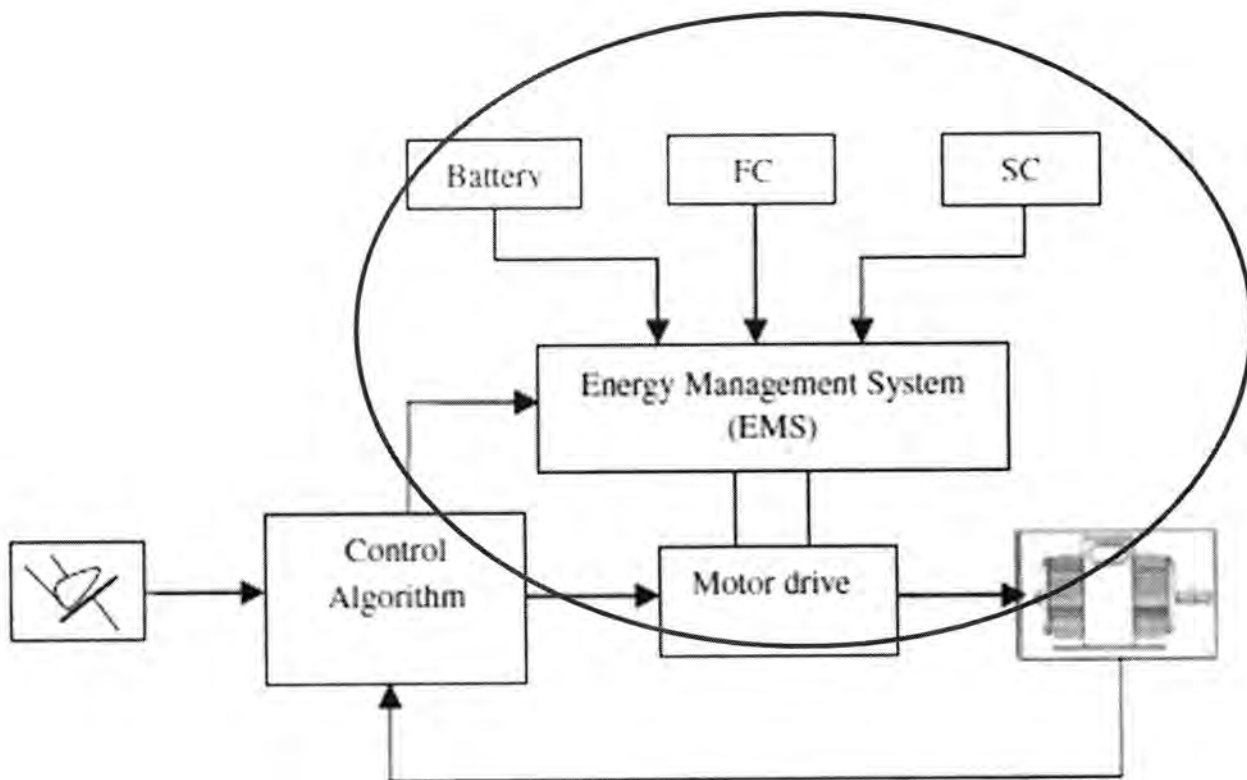 Battery
FC
SC
Energy Management System
(EMS)
Control
Algorithm
Motor drive